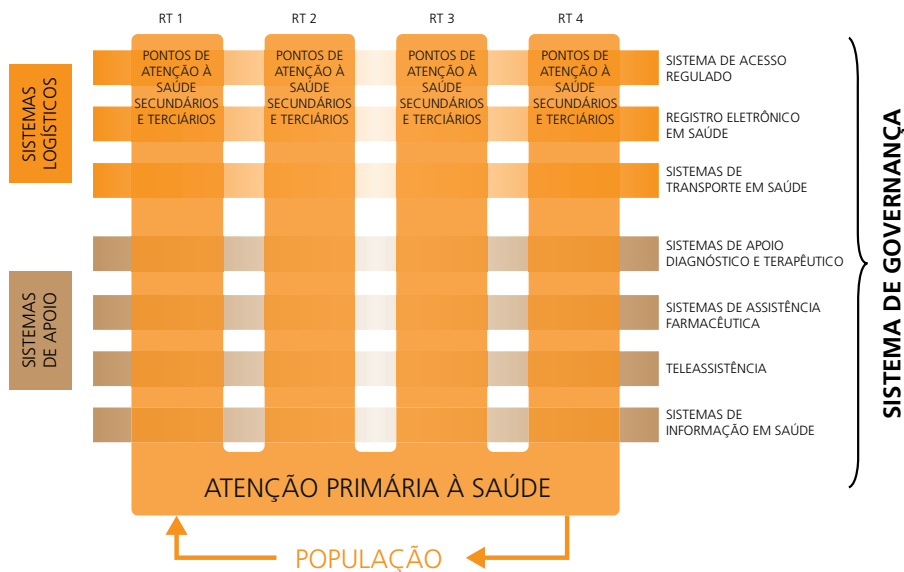 RT 1
RT 2
RT 3
RT 4
PONTOS DE
ATENÇÃO À
SAÚDE
SECUNDÁRIOS
E TERCIÁRIOS
PONTOS DE
ATENÇÃO À
SAÚDE
SECUNDÁRIOS
E TERCIÁRIOS
PONTOS DE
ATENÇÃO À
SAÚDE
SECUNDÁRIOS
E TERCIÁRIOS
PONTOS DE
ATENÇÃO À
SAÚDE
SECUNDÁRIOS
E TERCIÁRIOS
SISTEMAS
LOGÍSTICOS
SISTEMA DE ACESSO
REGULADO
REGISTRO ELETRÔNICO
EM SAÚDE
SISTEMAS DE
TRANSPORTE EM SAÚDE
SISTEMAS
DE APOIO
SISTEMAS DE APOIO
DIAGNÓSTICO E TERAPÊUTICO
SISTEMAS DE ASSISTÊNCIA
FARMACÊUTICA
TELEASSISTÊNCIA
SISTEMAS DE
INFORMAÇÃO EM SAÚDE
SISTEMA DE GOVERNANÇA
ATENÇÃO PRIMÁRIA À SAÚDE
POPULAÇÃO